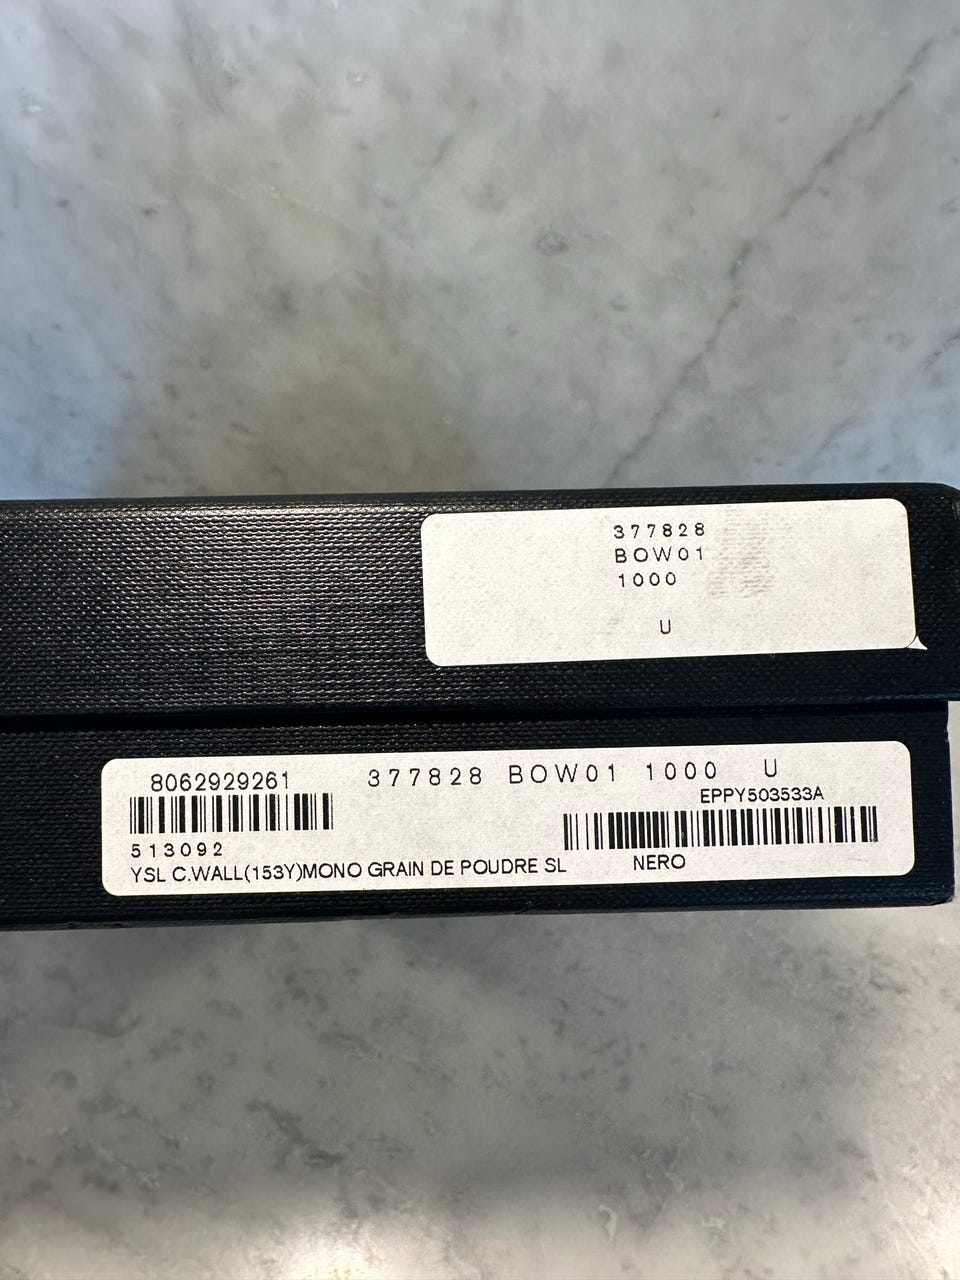 377828
BOW01
1000
U
8062929261 377828 BOW01 1000 U
EPPY503533A
513092
YSL C.WALL(153Y)MONO GRAIN DE POUDRE SL NERO